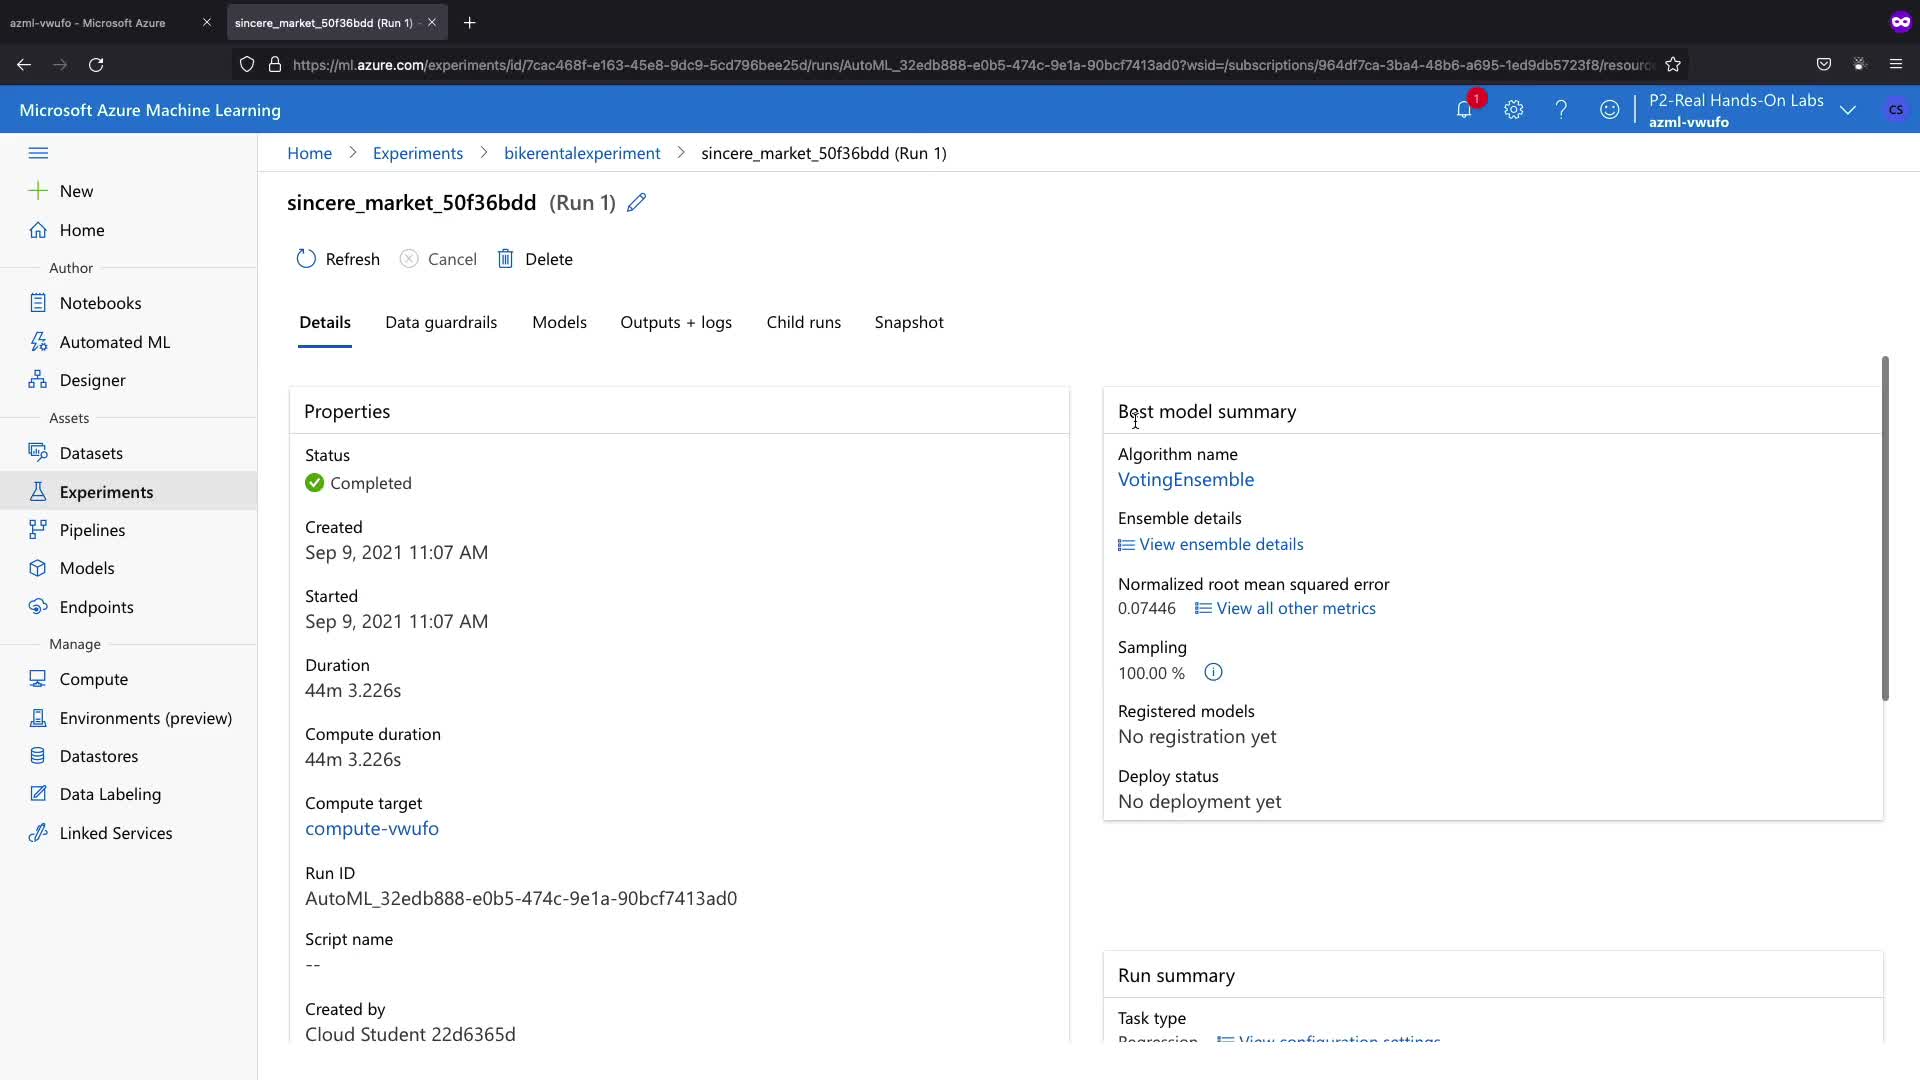 azml-vwufo - Microsoft Azure
sincere_market_50f36bdd (Run 1) -
https://ml.azure.com/experiments/id/7cac468f-e163-45e8-9dc9-5cd796bee25d/runs/AutoML_32edb888-e0b5-474c-9e1a-90bcf7413ad0?wsid=/subscriptions/964df7ca-3ba4-48b6-a695-1ed9db5723f8/resourc
Microsoft Azure Machine Learning
1
P2-Real Hands-On Labs
azml-vwufo
CS
Home > Experiments > bikerentalexperiment > sincere_market_50f36bdd (Run 1)
New
Home
Author
Notebooks
Automated ML
Designer
Assets
Datasets
Experiments
Pipelines
Models
Endpoints
Manage
Compute
Environments (preview)
Datastores
Data Labeling
Linked Services
sincere_market_50f36bdd (Run 1)
Refresh Cancel Delete
Details Data guardrails Models Outputs + logs Child runs Snapshot
Properties
Status
Completed
Created
Sep 9, 2021 11:07 AM
Started
Sep 9, 2021 11:07 AM
Duration
44m 3.226s
Compute duration
44m 3.226s
Compute target
compute-vwufo
Run ID
AutoML_32edb888-e0b5-474c-9e1a-90bcf7413ad0
Script name
--
Created by
Cloud Student 22d6365d
Best model summary
Algorithm name
VotingEnsemble
Ensemble details
View ensemble details
Normalized root mean squared error
0.07446 View all other metrics
Sampling
100.00 %
Registered models
No registration yet
Deploy status
No deployment yet
Run summary
Task type
Regression View configuration settings